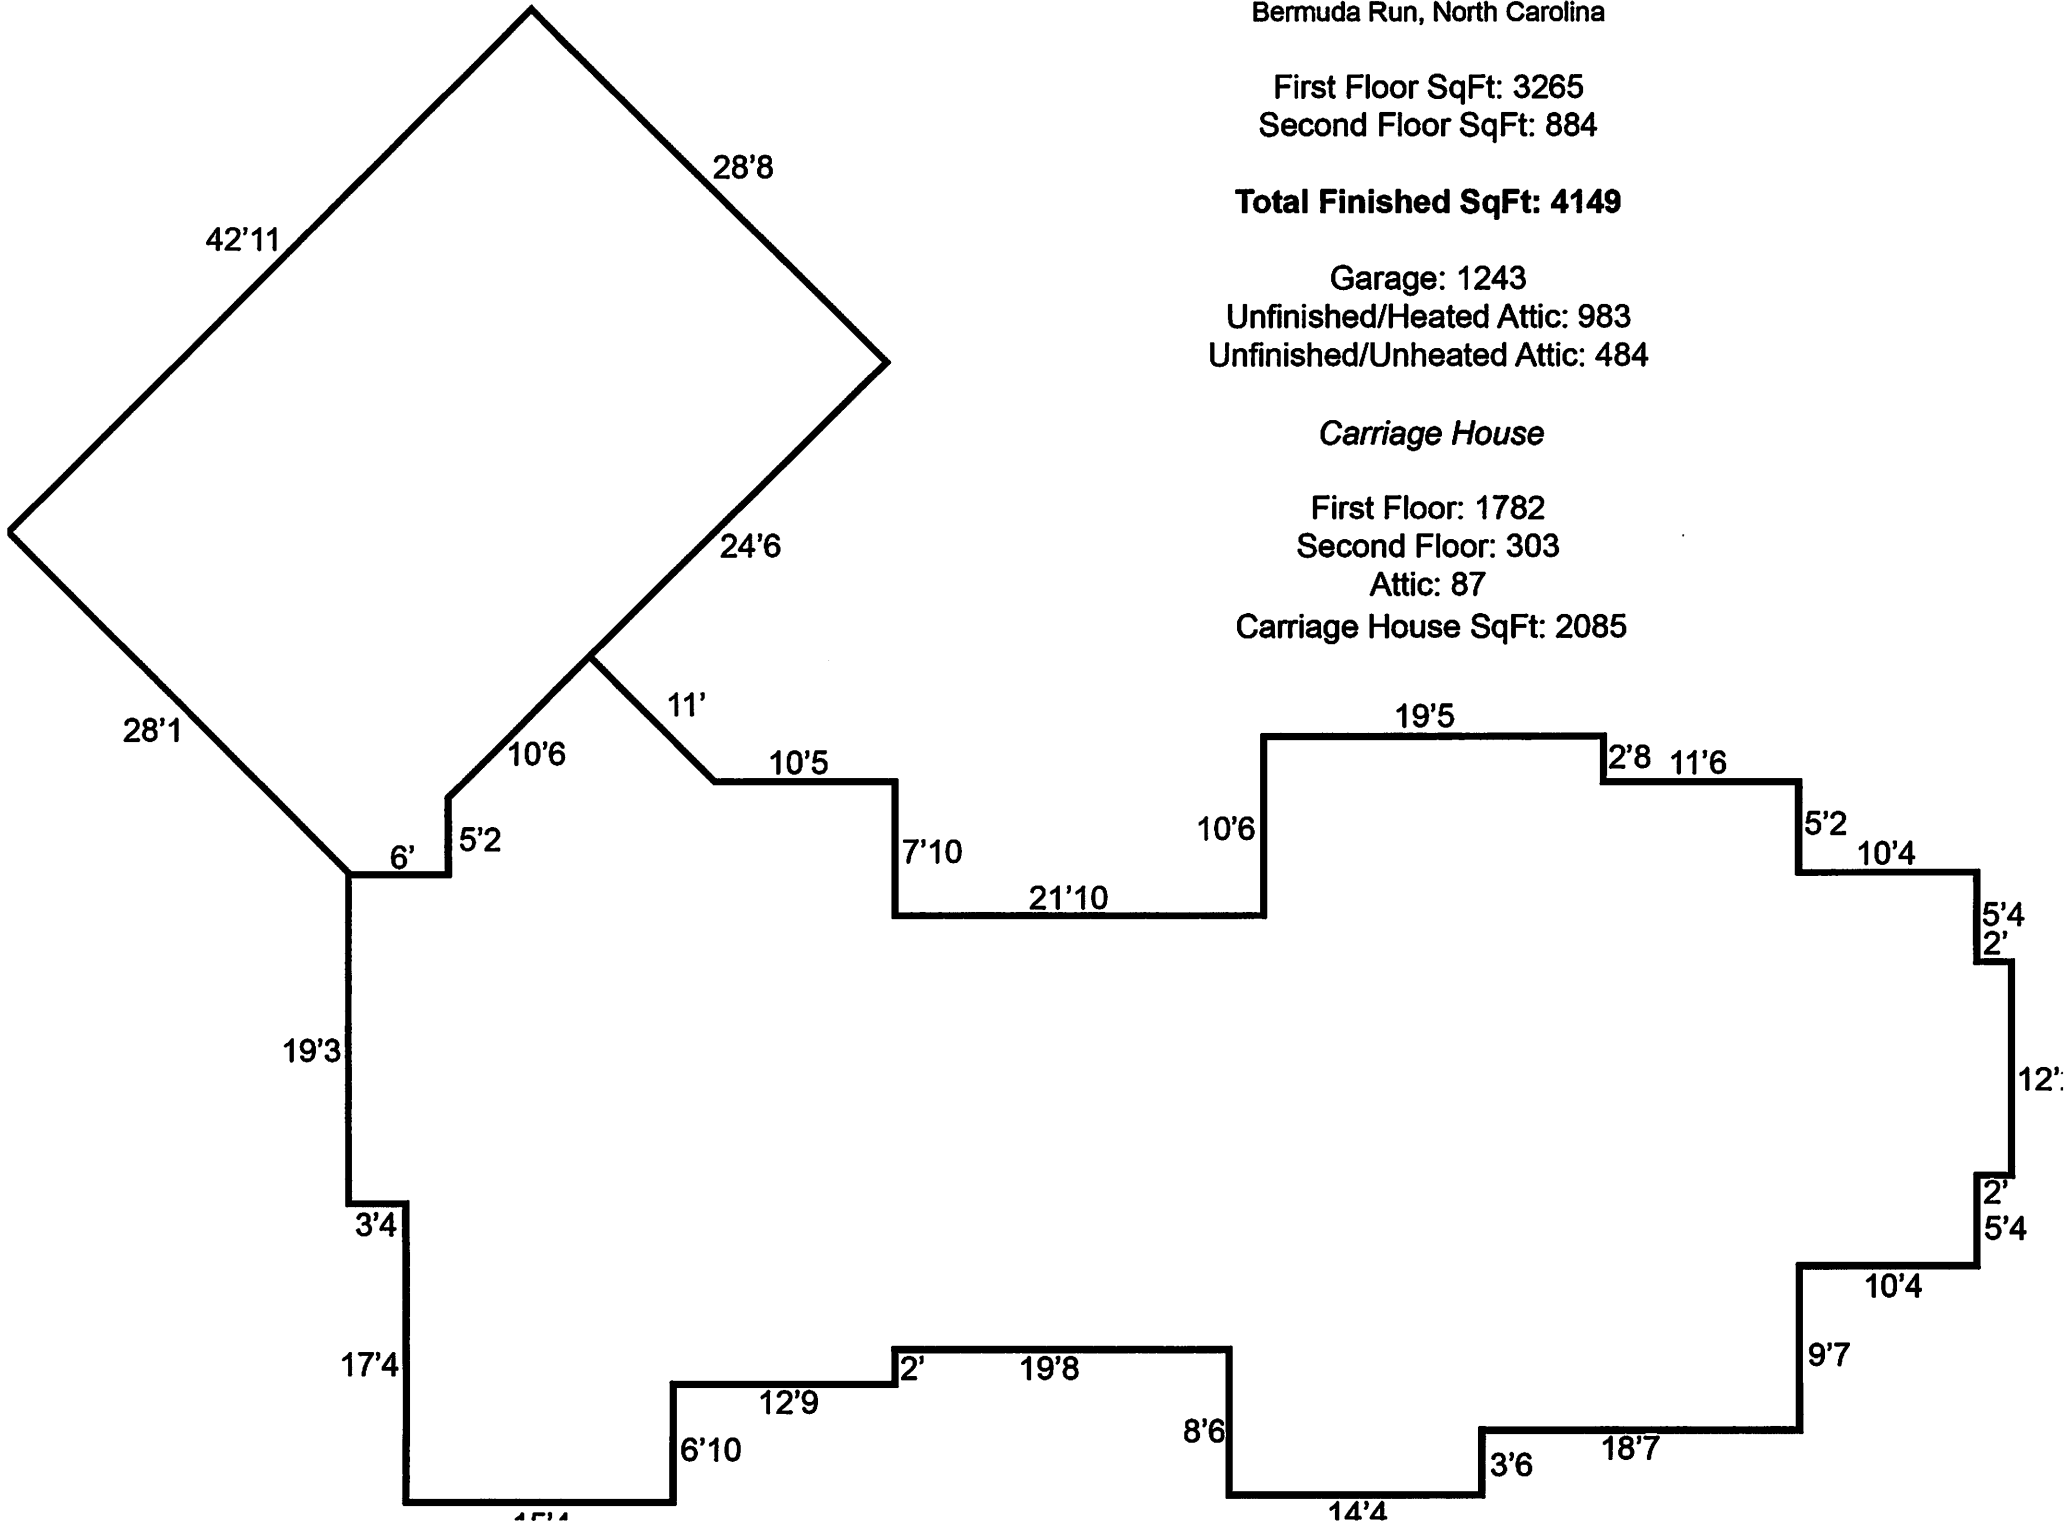 Bermuda Run, North Carolina
First Floor SqFt: 3265
Second Floor SqFt: 884
Total Finished SqFt: 4149
Garage: 1243
Unfinished/Heated Attic: 983
Unfinished/Unheated Attic: 484
Carriage House
First Floor: 1782
Second Floor: 303
Attic: 87
Carriage House SqFt: 2085
28'8
42'11
24'6
28'1
11'
10'6
10'5
6'
5'2
7'10
21'10
10'6
19'5
2'8
11'6
5'2
10'4
5'4
2'
19'3
2'
5'4
10'4
3'4
17'4
6'10
12'9
2'
19'8
8'6
14'4
3'6
18'7
9'7